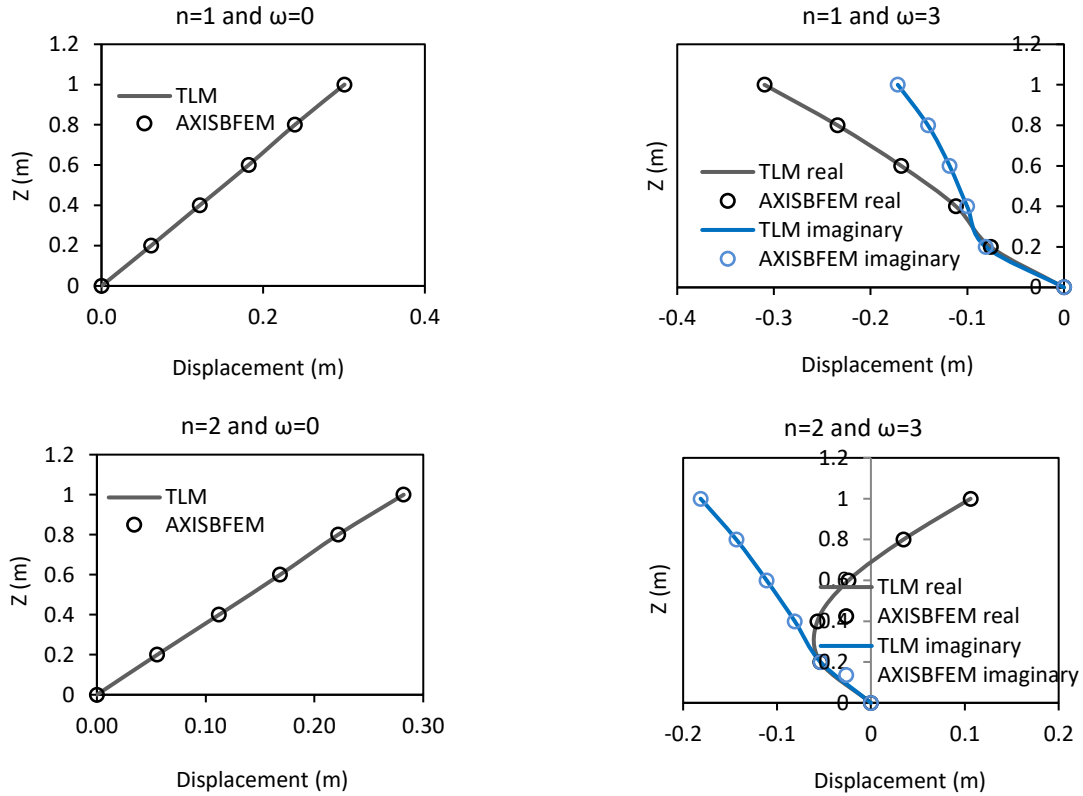 n=1 and ω=0
1.2
1
0.8
0.6
0.4
0.2
0
Z (m)
TLM
AXISBFEM
0.0 0.2 0.4
Displacement (m)
n=1 and ω=3
1.2
1
0.8
0.6
0.4
0.2
0
Z (m)
TLM real
AXISBFEM real
TLM imaginary
AXISBFEM imaginary
-0.4 -0.3 -0.2 -0.1 0
Displacement (m)
n=2 and ω=0
1.2
1
0.8
0.6
0.4
0.2
0
Z (m)
TLM
AXISBFEM
0.00 0.10 0.20 0.30
Displacement (m)
n=2 and ω=3
1.2
1
0.8
0.6
0.4
0.2
0
Z (m)
TLM real
AXISBFEM real
TLM imaginary
AXISBFEM imaginary
-0.2 -0.1 0 0.1 0.2
Displacement (m)